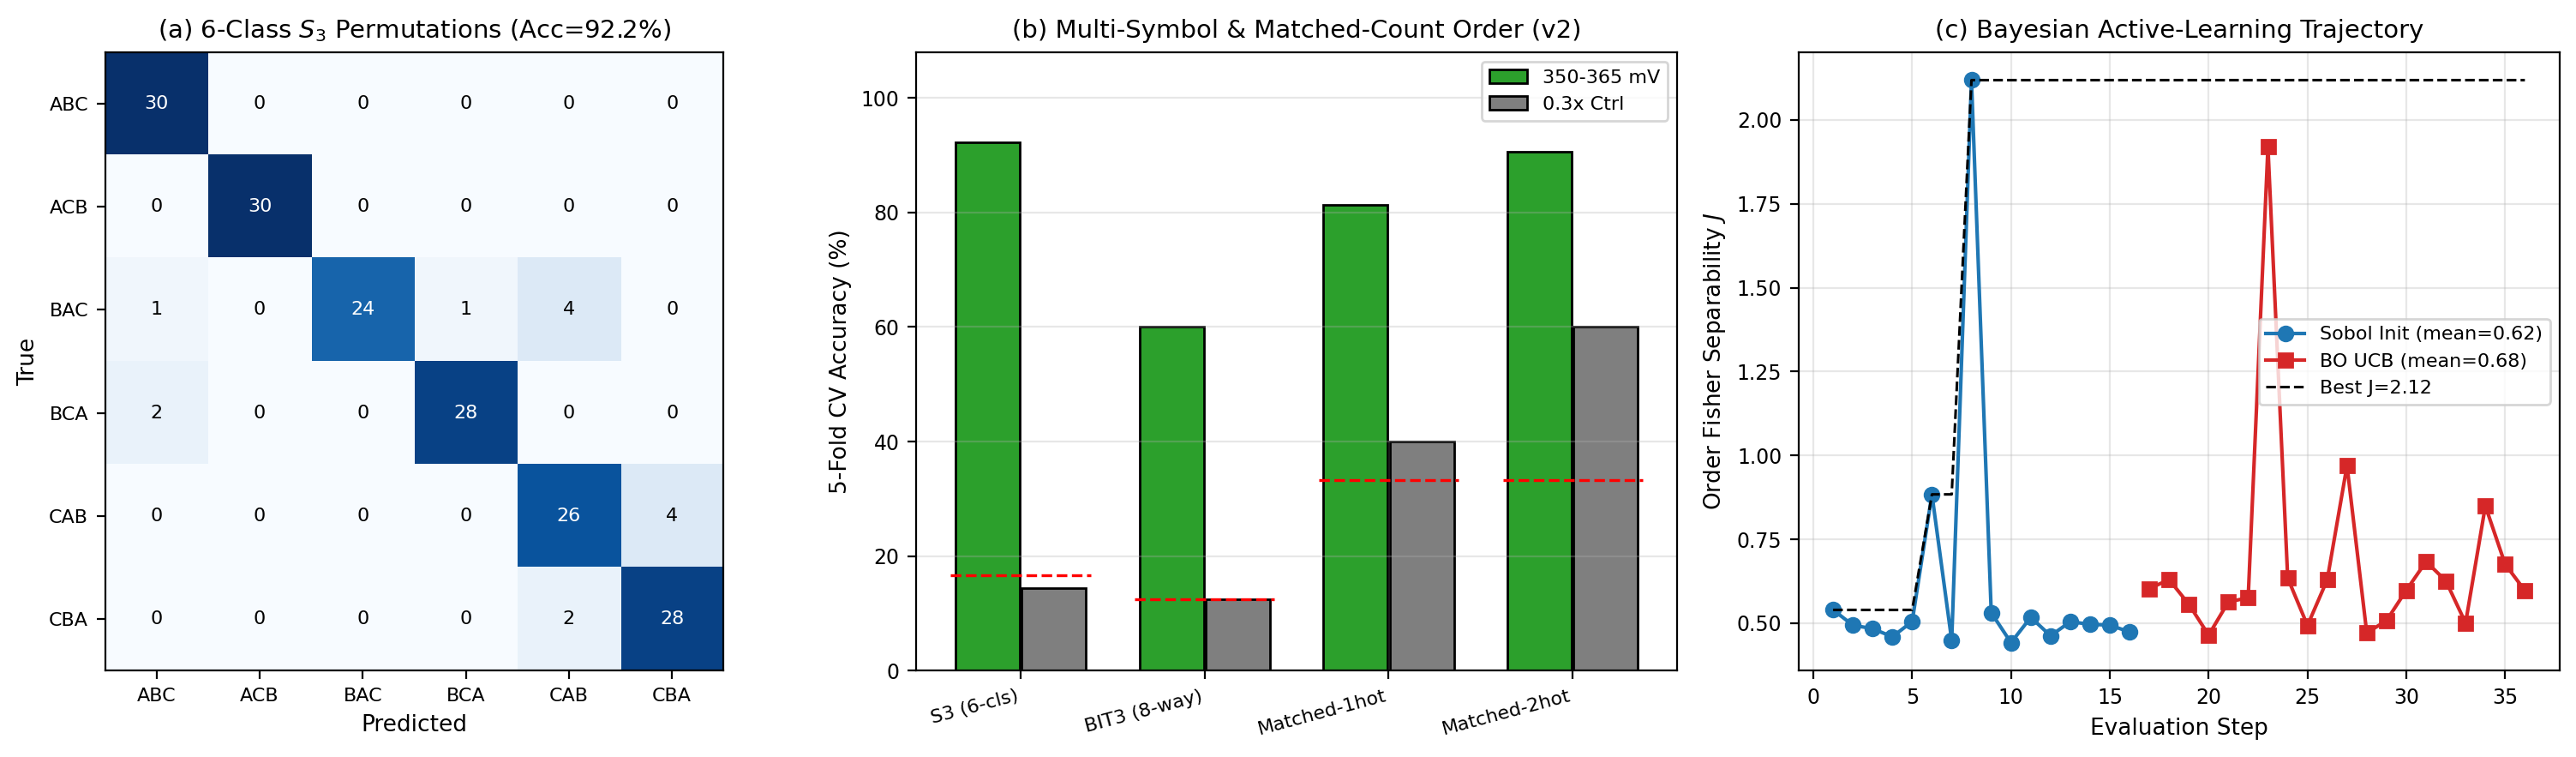 (a) 6-Class S₃ Permutations (Acc=92.2%)
True
ABC 30 0 0 0 0 0
ACB 0 30 0 0 0 0
BAC 1 0 24 1 4 0
BCA 2 0 0 28 0 0
CAB 0 0 0 0 26 4
CBA 0 0 0 0 2 28
ABC ACB BAC BCA CAB CBA
Predicted
(b) Multi-Symbol & Matched-Count Order (v2)
5-Fold CV Accuracy (%)
100
80
60
40
20
0
350-365 mV
0.3x Ctrl
S3 (6-cls)
BIT3 (8-way)
Matched-1hot
Matched-2hot
(c) Bayesian Active-Learning Trajectory
Order Fisher Separability J
2.00
1.75
1.50
1.25
1.00
0.75
0.50
Sobol Init (mean=0.62)
BO UCB (mean=0.68)
Best J=2.12
0 5 10 15 20 25 30 35
Evaluation Step